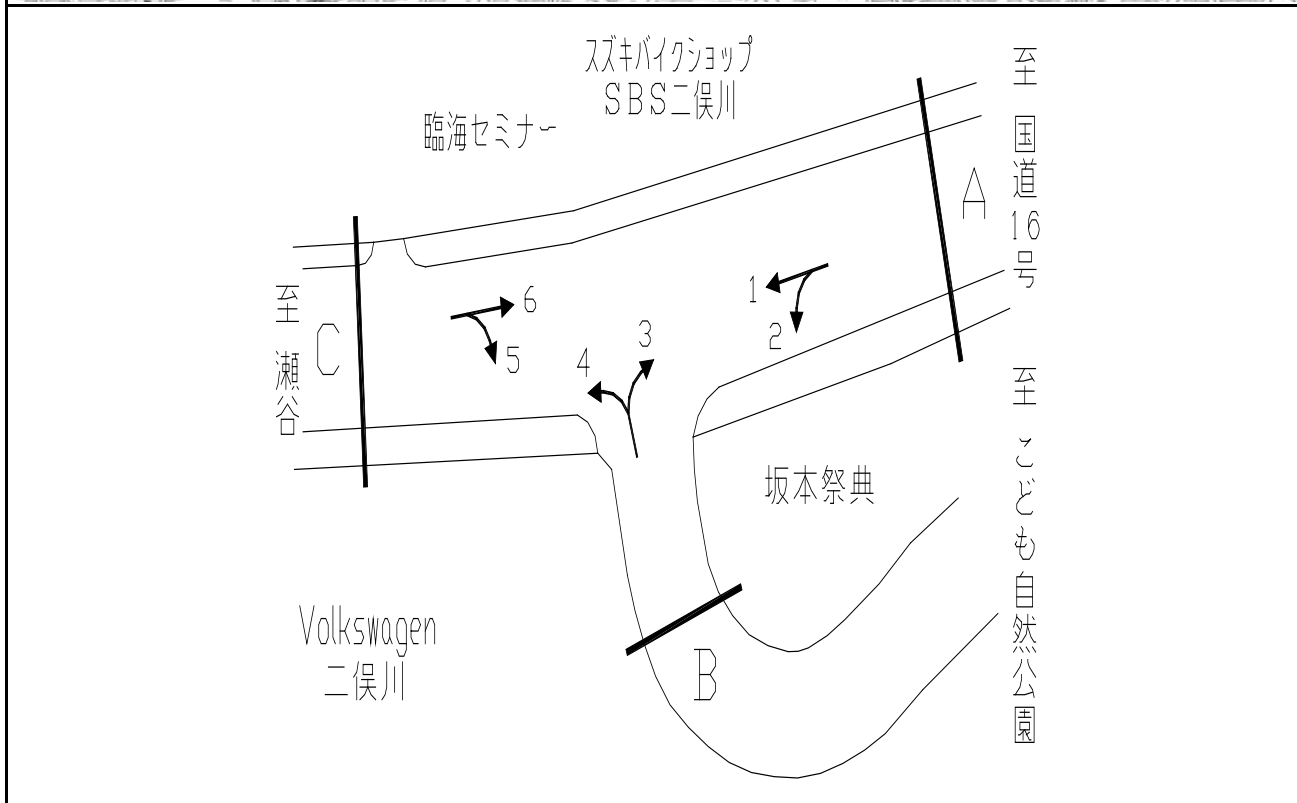 スズキバイクショップ
SBS二俣川
臨海セミナー
至 国道16号
A
1
2
6
5
3
4
至 瀬谷
C
坂本祭典
至 こども自然公園
Volkswagen
二俣川
B